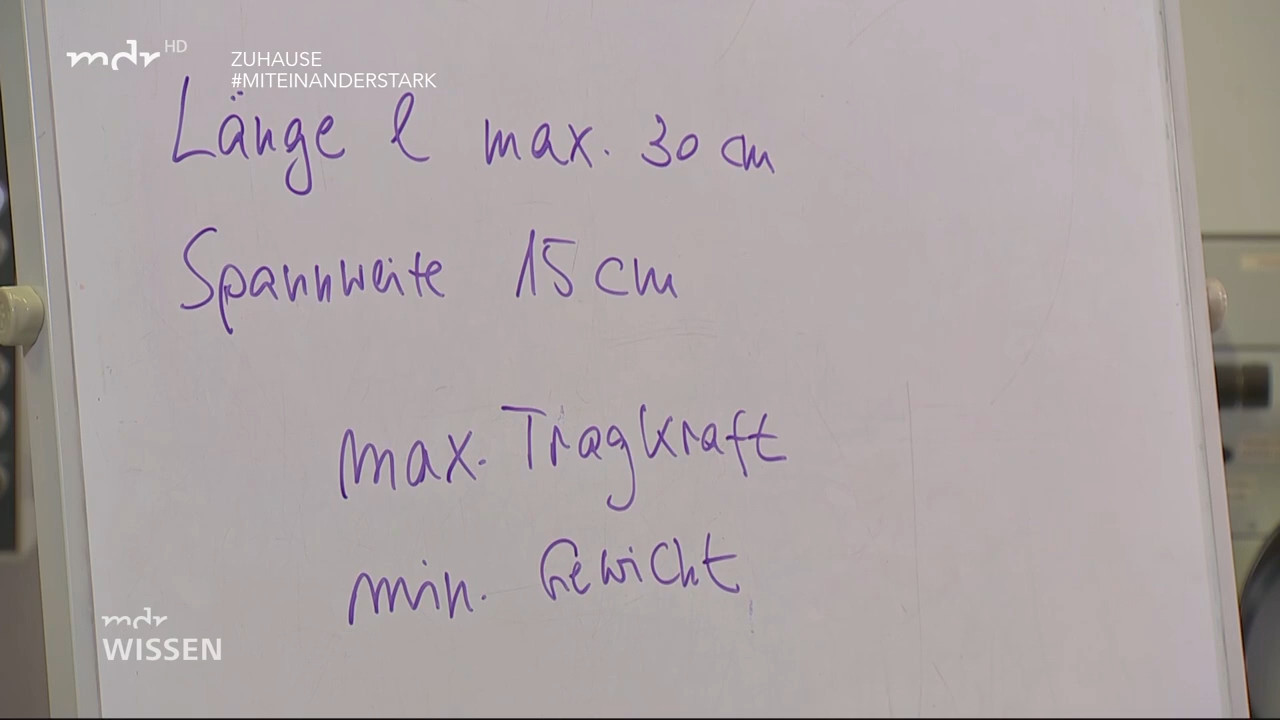 mdr HD
ZUHAUSE
#MITEINANDERSTARK
Länge l max. 30 cm
Spannweite 15 cm
max. Tragkraft
min. Gewicht
mdr
WISSEN